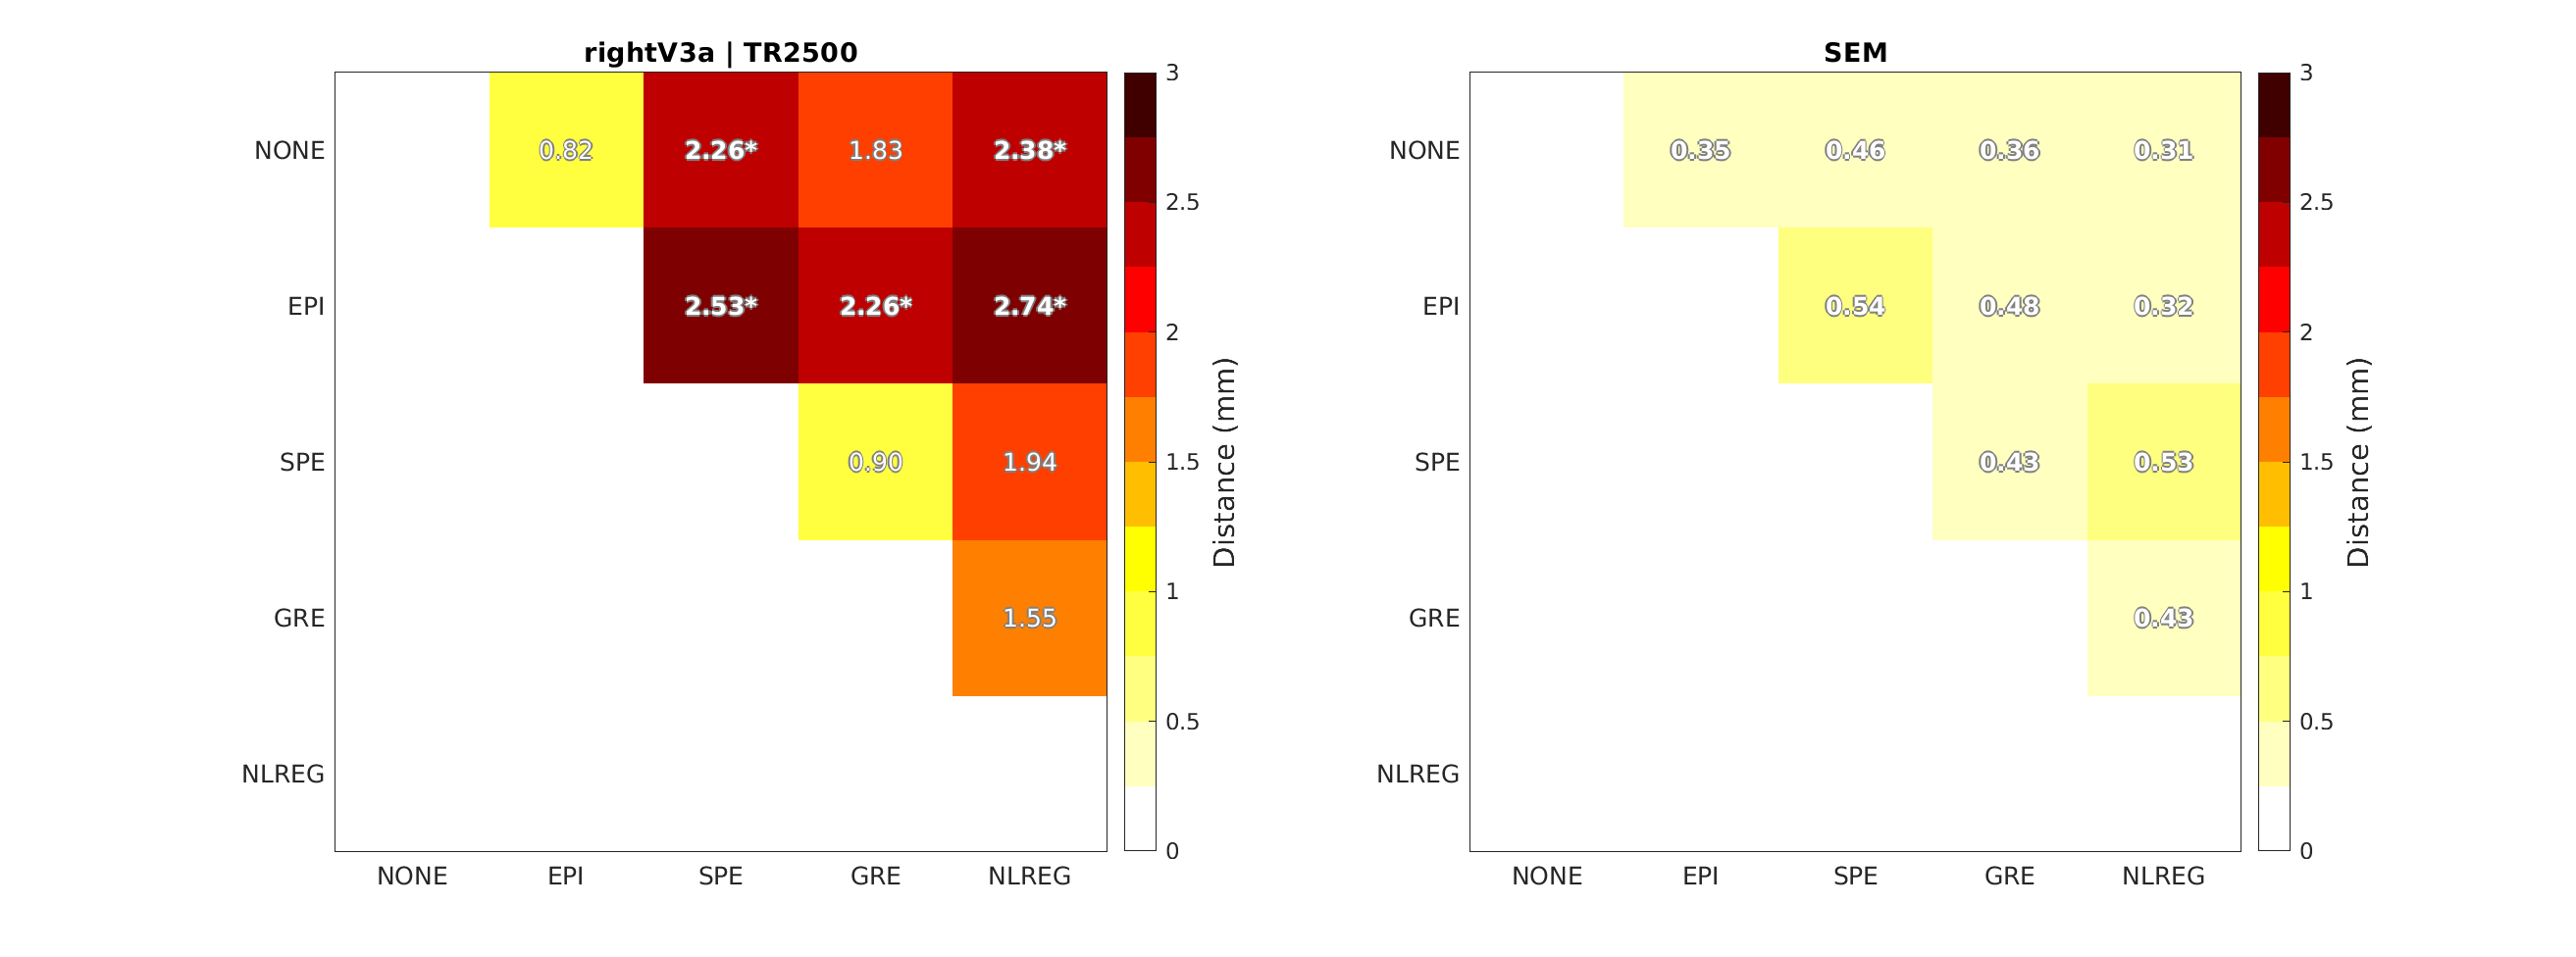 rightV3a | TR2500
NONE
0.82
2.26*
1.83
2.38*
EPI
2.53*
2.26*
2.74*
SPE
0.90
1.94
GRE
1.55
NLREG
NONE
EPI
SPE
GRE
NLREG
3
2.5
2
1.5
1
0.5
0
Distance (mm)
SEM
NONE
0.35
0.46
0.36
0.31
EPI
0.54
0.48
0.32
SPE
0.43
0.53
GRE
0.43
NLREG
NONE
EPI
SPE
GRE
NLREG
3
2.5
2
1.5
1
0.5
0
Distance (mm)